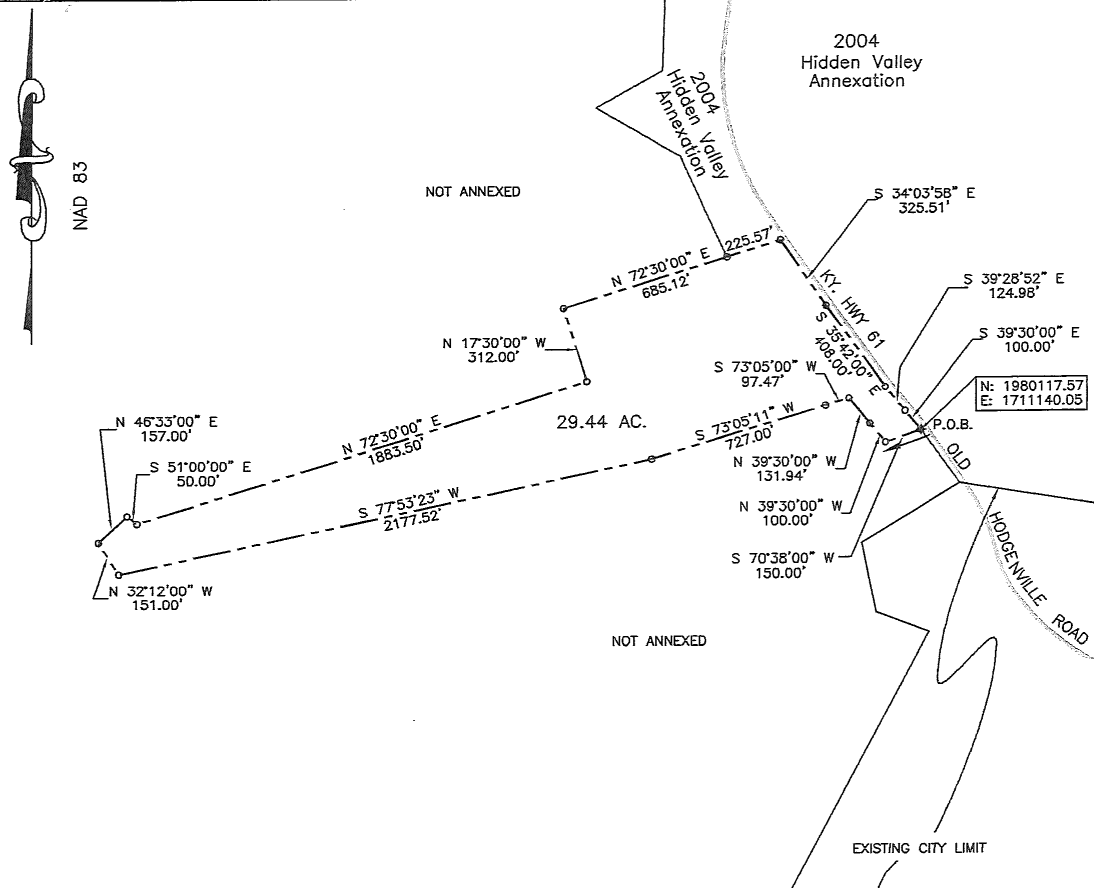 2004
Hidden Valley
Annexation
2004
Hidden Valley
Annexation
NAD 83
NOT ANNEXED
S 34°03'58" E
325.51'
225.57'
N 72°30'00" E
685.12'
KY. HWY 61
S 39°28'52" E
124.98'
S 35°42'00" E
408.00'
S 39°30'00" E
100.00'
N 17°30'00" W
312.00'
S 73°05'00" W
97.47'
N: 1980117.57
E: 1711140.05
P.O.B.
29.44 AC.
N 46°33'00" E
157.00'
N 72°30'00" E
1883.50'
S 73°05'11" W
727.00'
S 51°00'00" E
50.00'
N 39°30'00" W
131.94'
OLD
HODGENVILLE ROAD
S 77°53'23" W
2177.52'
N 39°30'00" W
100.00'
S 70°38'00" W
150.00'
N 32°12'00" W
151.00'
NOT ANNEXED
EXISTING CITY LIMIT